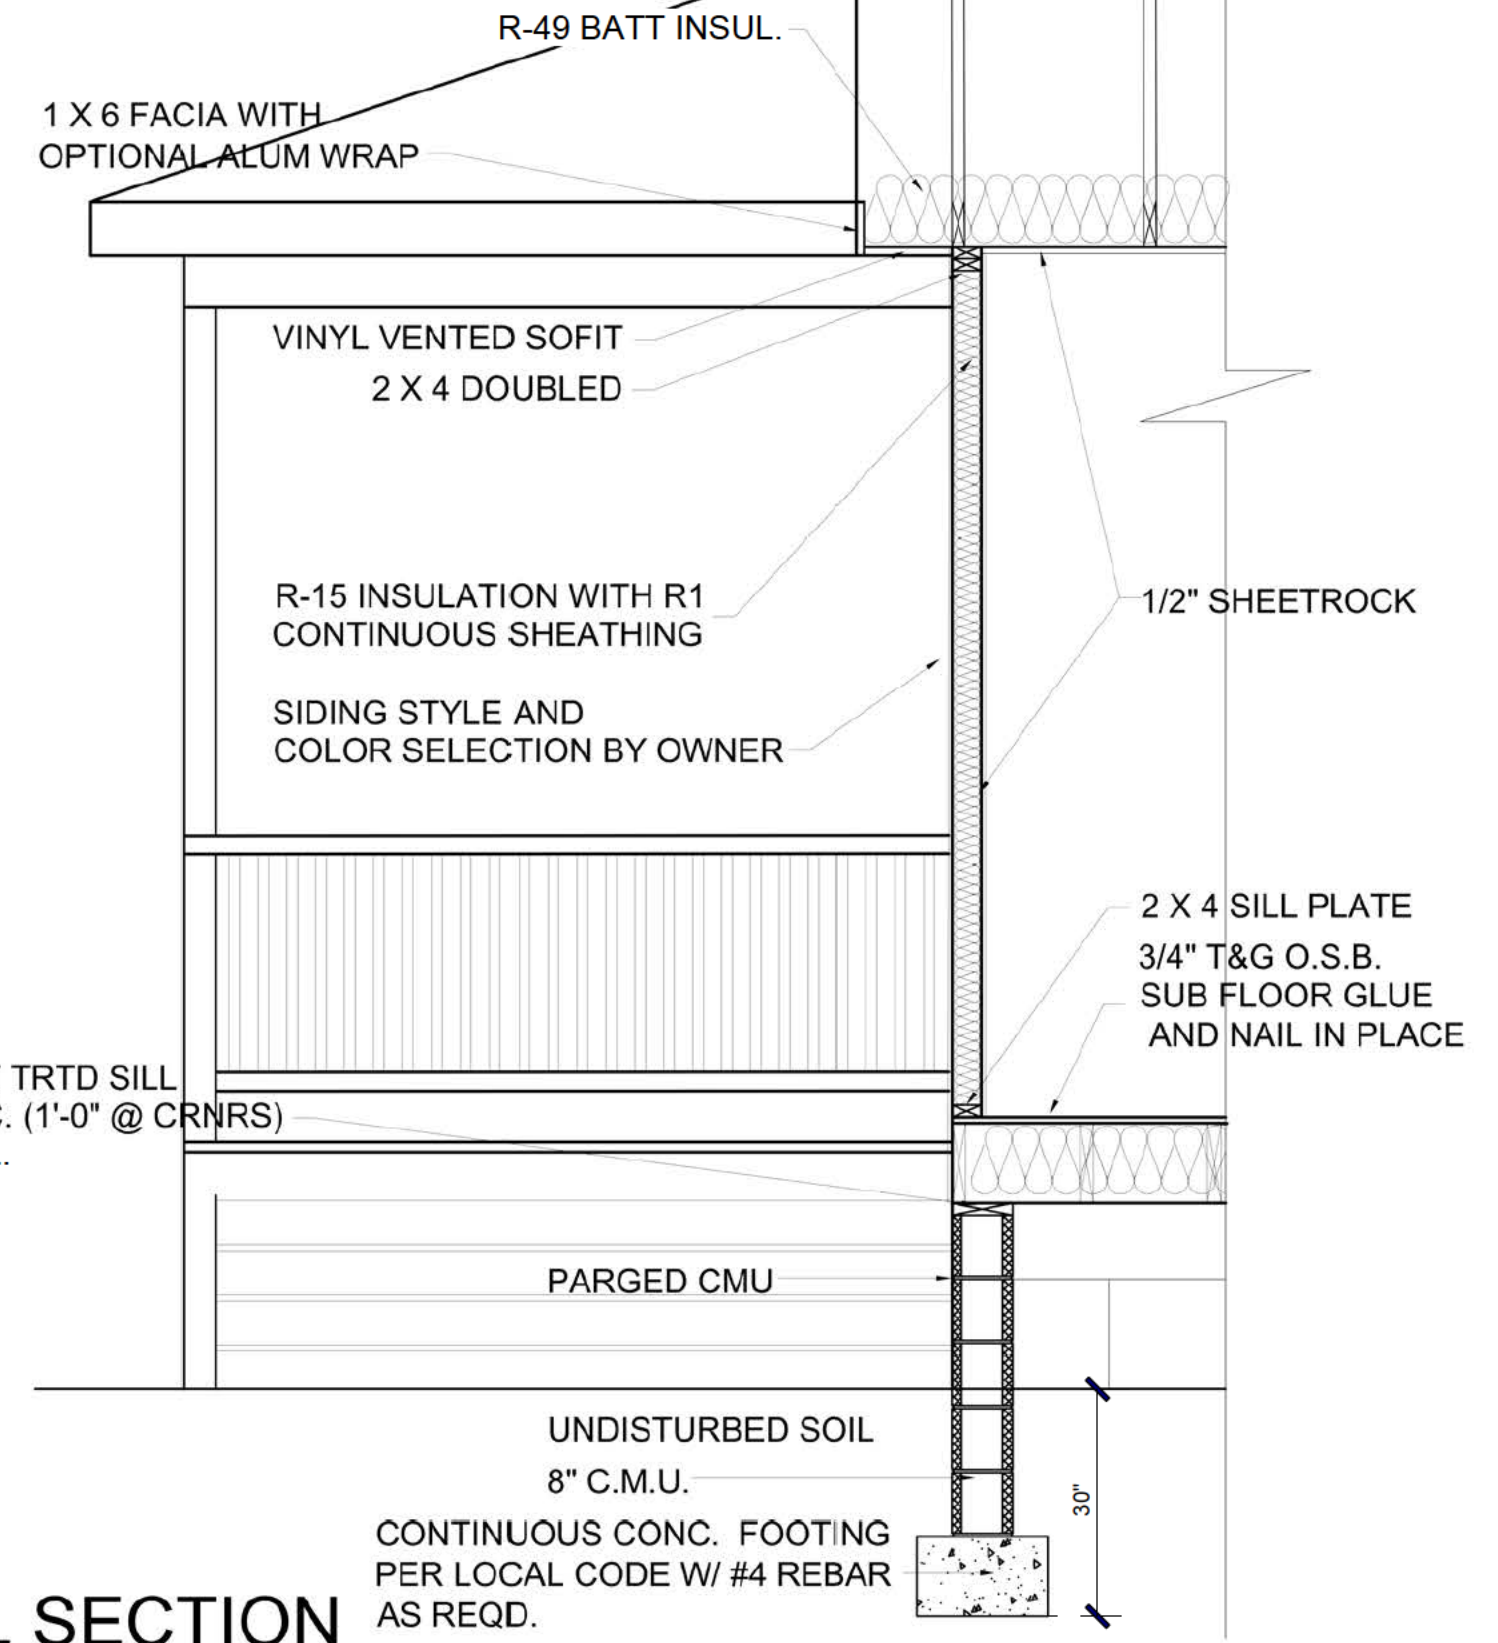 R-49 BATT INSUL.
1 X 6 FACIA WITH
OPTIONAL ALUM WRAP
VINYL VENTED SOFIT
2 X 4 DOUBLED
R-15 INSULATION WITH R1
CONTINUOUS SHEATHING
1/2" SHEETROCK
SIDING STYLE AND
COLOR SELECTION BY OWNER
2 X 4 SILL PLATE
3/4" T&G O.S.B.
SUB FLOOR GLUE
AND NAIL IN PLACE
TRTD SILL
. (1'-0" @ CRNRS)
PARGED CMU
UNDISTURBED SOIL
8" C.M.U.
30"
CONTINUOUS CONC. FOOTING
PER LOCAL CODE W/ #4 REBAR
AS REQD.
SECTION